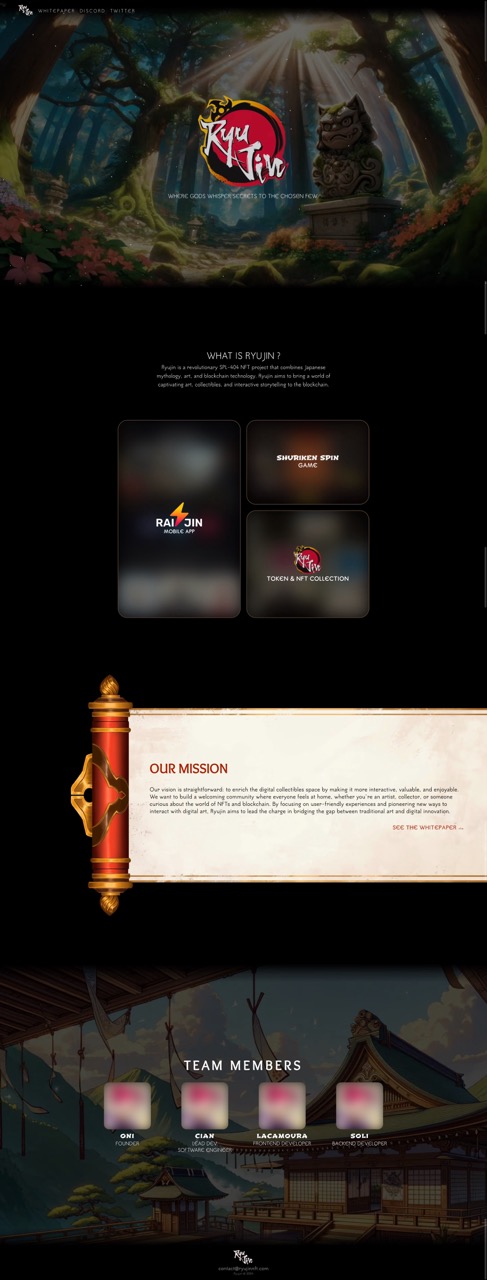 Ryu Jin
WHITEPAPER DISCORD TWITTER
Ryu
Jin
WHERE GODS WHISPER SECRETS TO THE CHOSEN FEW.
WHAT IS RYUJIN ?
Ryujin is a revolutionary SPL-404 NFT project that combines Japanese
mythology, art, and blockchain technology. Ryujin aims to bring a world of
captivating art, collectibles, and interactive storytelling to the blockchain.
SHURIKEN SPIN
GAME
RAI JIN
MOBILE APP
Ryu
Jin
TOKEN & NFT COLLECTION
OUR MISSION
Our vision is straightforward: to enrich the digital collectibles space by making it more interactive, valuable, and enjoyable.
We want to build a welcoming community where everyone feels at home, whether you're an artist, collector, or someone
curious about the world of NFTs and blockchain. By focusing on user-friendly experiences and pioneering new ways to
interact with digital art. Ryujin aims to lead the charge in bridging the gap between traditional art and digital innovation.
SEE THE WHITEPAPER ...
TEAM MEMBERS
ONI
FOUNDER
CIAN
LEAD DEV
SOFTWARE ENGINEER
LACAMOURA
FRONTEND DEVELOPER
SOLI
BACKEND DEVELOPER
Ryu
Jin